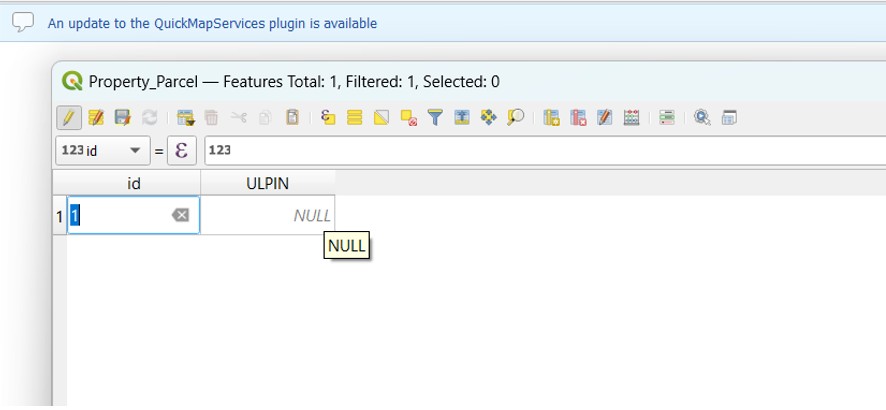 An update to the QuickMapServices plugin is available
Property_Parcel — Features Total: 1, Filtered: 1, Selected: 0
123 id = ε 123
id ULPIN
1 1 NULL
NULL